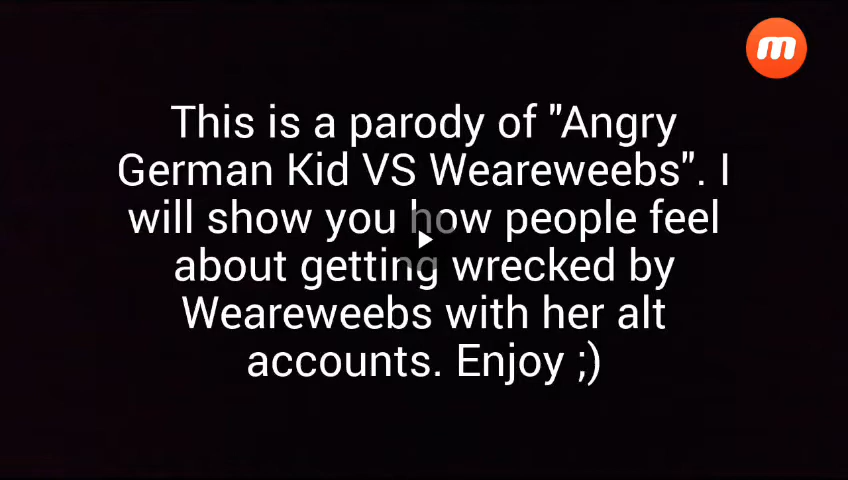 m
This is a parody of "Angry
German Kid VS Weareweebs". I
will show you how people feel
about getting wrecked by
Weareweebs with her alt
accounts. Enjoy ;)